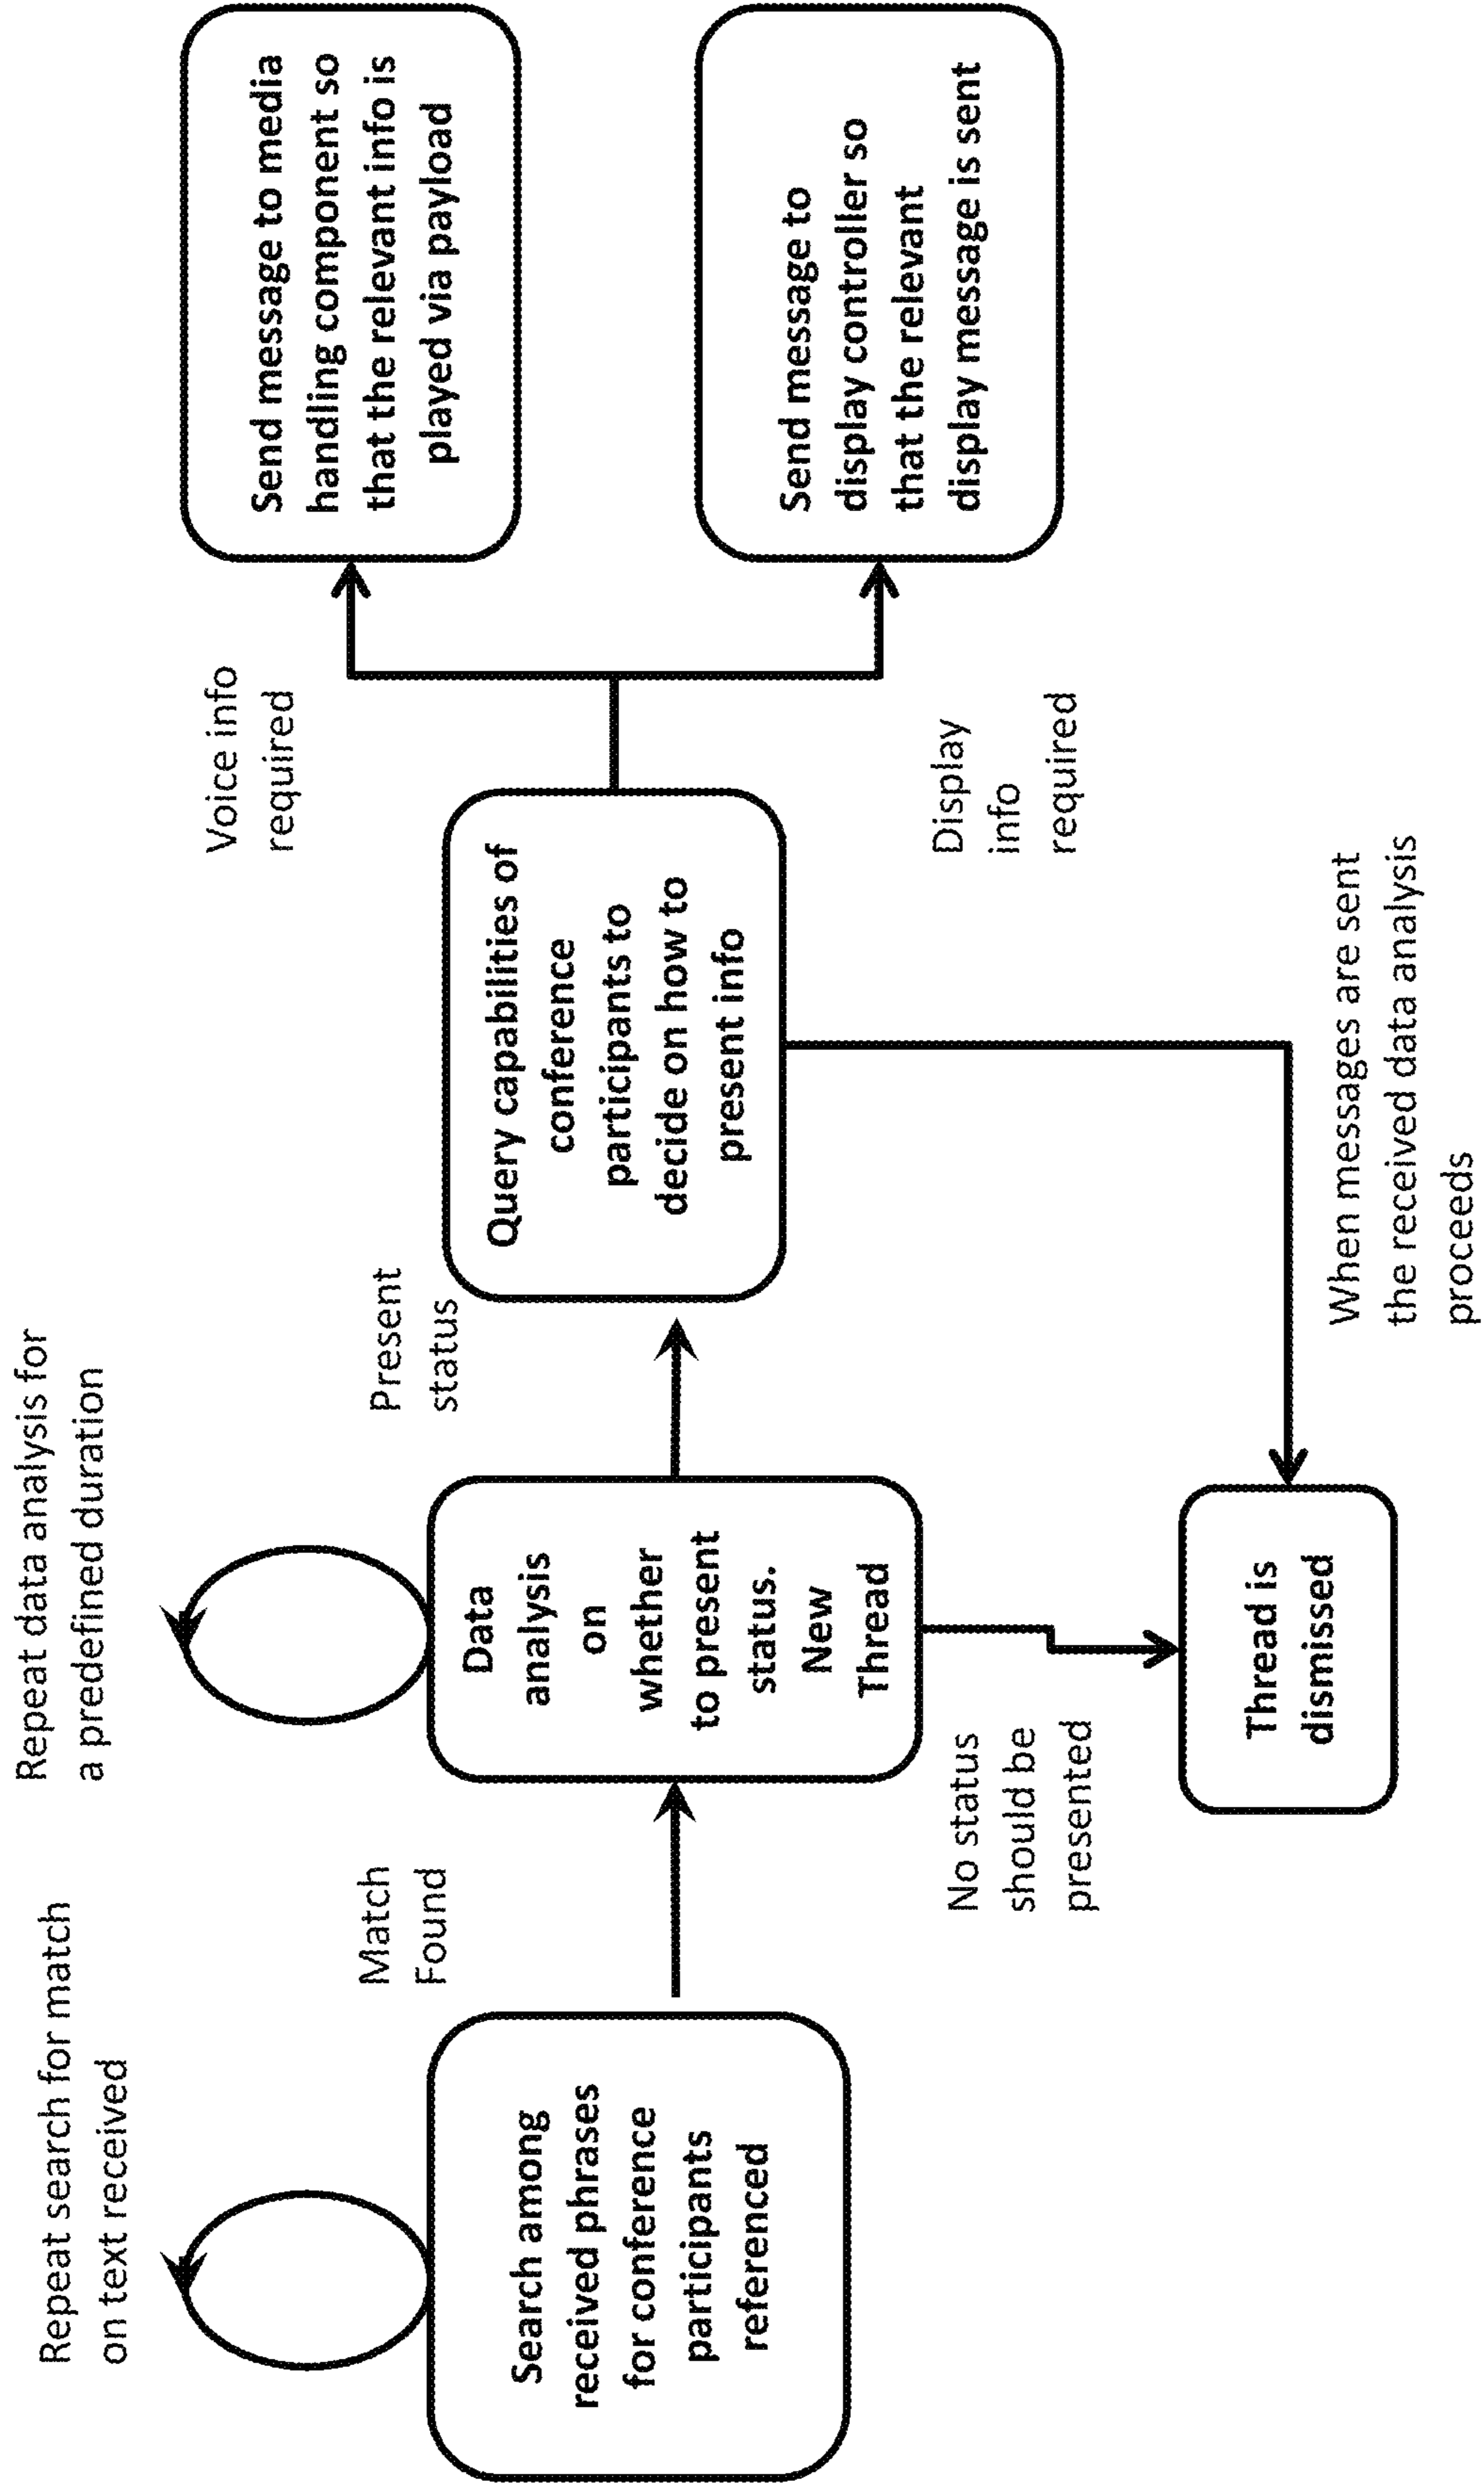 Repeat search for match
on text received
Search among
received phrases
for conference
participants
referenced
Match
Found
Repeat data analysis for
a predefined duration
Data
analysis
on
whether
to present
status.
New
Thread
No status
should be
presented
Thread is
dismissed
Present
status
Query capabilities of
conference
participants to
decide on how to
present info
When messages are sent
the received data analysis
proceeds
Voice info
required
Display
info
required
Send message to media
handling component so
that the relevant info is
played via payload
Send message to
display controller so
that the relevant
display message is sent